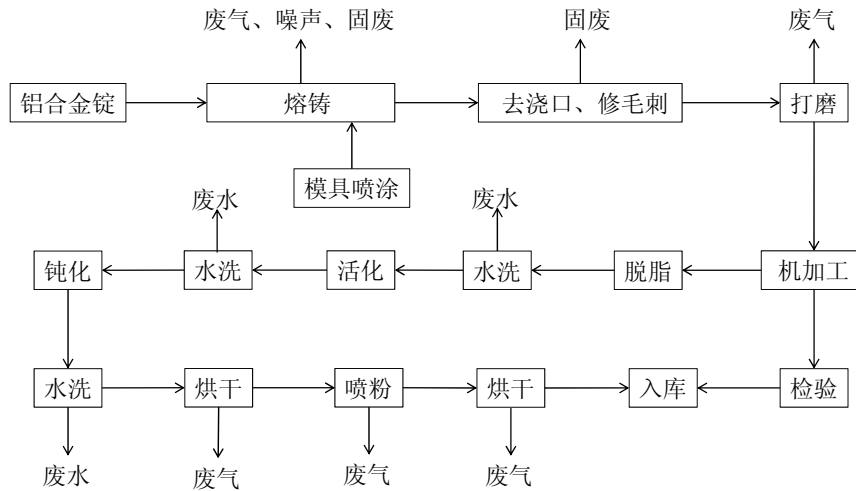 废气、噪声、固废
固废
废气
铝合金锭
熔铸
去浇口、修毛刺
打磨
模具喷涂
废水
废水
钝化
水洗
活化
水洗
脱脂
机加工
水洗
烘干
喷粉
烘干
入库
检验
废水
废气
废气
废气